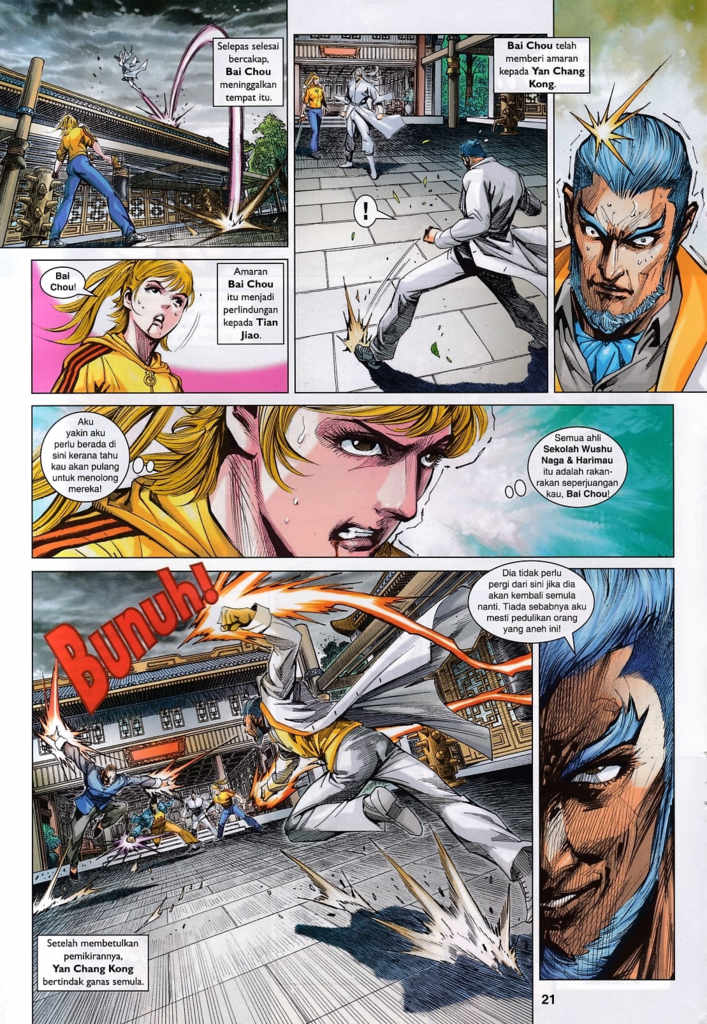 Selepas selesai
bercakap,
Bai Chou
meninggalkan
tempat itu.
Bai Chou telah
memberi amaran
kepada Yan Chang
Kong.
!
Bai
Chou!
Amaran
Bai Chou
itu menjadi
perlindungan
kepada Tian
Jiao.
Aku
yakin aku
perlu berada di
sini kerana tahu
kau akan pulang
untuk menolong
mereka!
Semua ahli
Sekolah Wushu
Naga & Harimau
itu adalah rakan-
rakan seperjuangan
kau, Bai Chou!
Bunuh!
Dia tidak perlu
pergi dari sini jika dia
akan kembali semula
nanti. Tiada sebabnya aku
mesti pedulikan orang
yang aneh ini!
Setelah membetulkan
pemikirannya,
Yan Chang Kong
bertindak ganas semula.
21